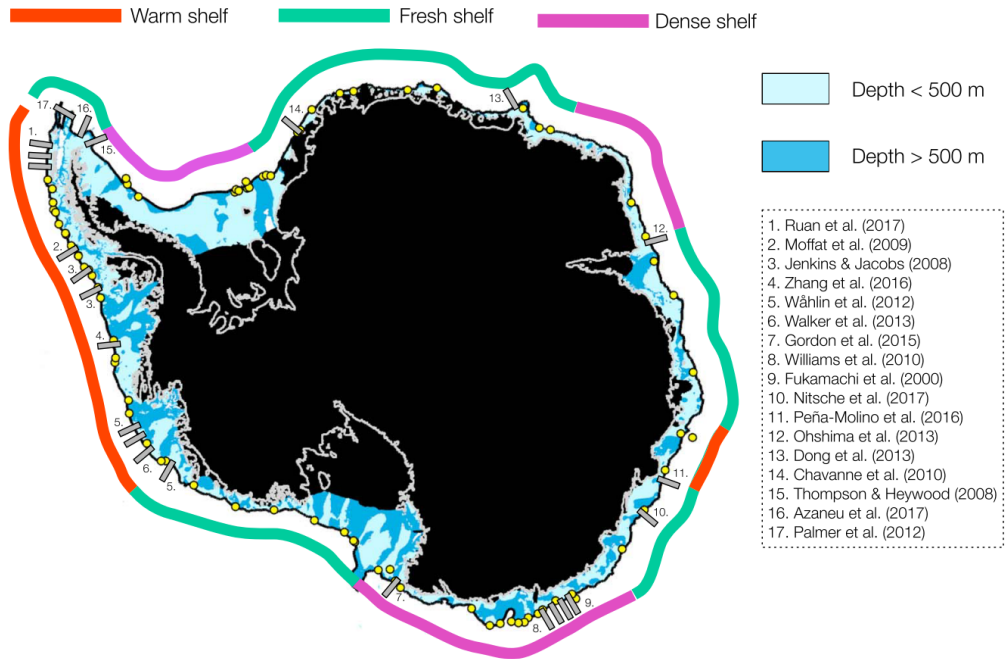 Warm shelf
Fresh shelf
Dense shelf
Depth < 500 m
Depth > 500 m
1. Ruan et al. (2017)
2. Moffat et al. (2009)
3. Jenkins & Jacobs (2008)
4. Zhang et al. (2016)
5. Wåhlin et al. (2012)
6. Walker et al. (2013)
7. Gordon et al. (2015)
8. Williams et al. (2010)
9. Fukamachi et al. (2000)
10. Nitsche et al. (2017)
11. Peña-Molino et al. (2016)
12. Ohshima et al. (2013)
13. Dong et al. (2013)
14. Chavanne et al. (2010)
15. Thompson & Heywood (2008)
16. Azaneu et al. (2017)
17. Palmer et al. (2012)
17.
16.
1.
15.
14.
13.
12.
2.
3.
3.
4.
5.
6.
5.
7.
8.
9.
10.
11.